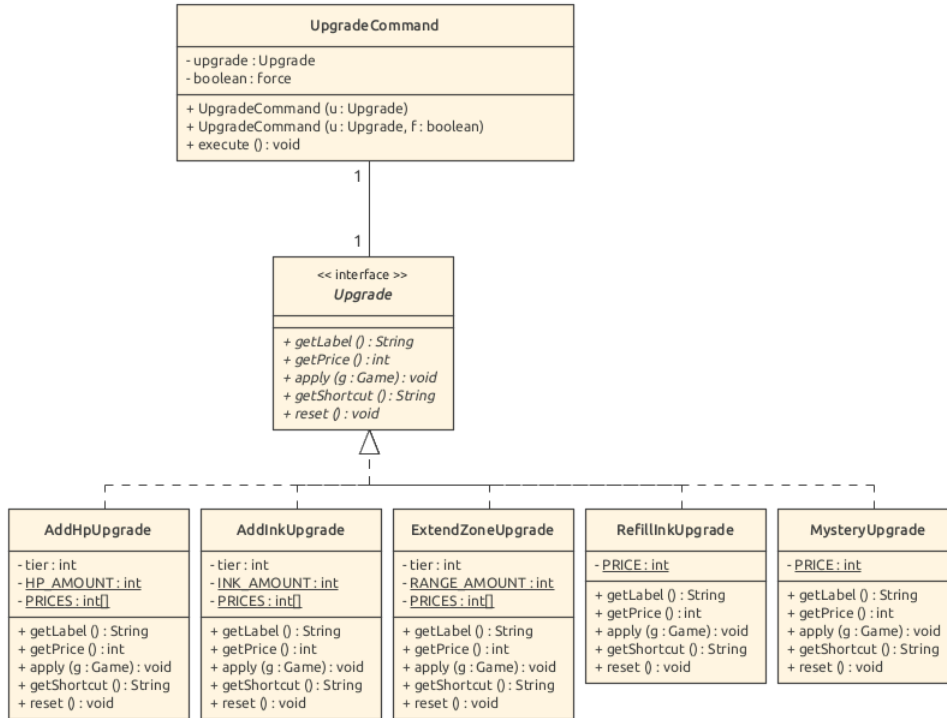 UpgradeCommand
- upgrade : Upgrade
- boolean : force
+ UpgradeCommand (u : Upgrade)
+ UpgradeCommand (u : Upgrade, f : boolean)
+ execute () : void
1
1
<< interface >>
Upgrade
+ getLabel () : String
+ getPrice () : int
+ apply (g : Game) : void
+ getShortcut () : String
+ reset () : void
AddHpUpgrade
- tier : int
- HP_AMOUNT : int
- PRICES : int[]
+ getLabel () : String
+ getPrice () : int
+ apply (g : Game) : void
+ getShortcut () : String
+ reset () : void
AddInkUpgrade
- tier : int
- INK_AMOUNT : int
- PRICES : int[]
+ getLabel () : String
+ getPrice () : int
+ apply (g : Game) : void
+ getShortcut () : String
+ reset () : void
ExtendZoneUpgrade
- tier : int
- RANGE_AMOUNT : int
- PRICES : int[]
+ getLabel () : String
+ getPrice () : int
+ apply (g : Game) : void
+ getShortcut () : String
+ reset () : void
RefillInkUpgrade
- PRICE : int
+ getLabel () : String
+ getPrice () : int
+ apply (g : Game) : void
+ getShortcut () : String
+ reset () : void
MysteryUpgrade
- PRICE : int
+ getLabel () : String
+ getPrice () : int
+ apply (g : Game) : void
+ getShortcut () : String
+ reset () : void